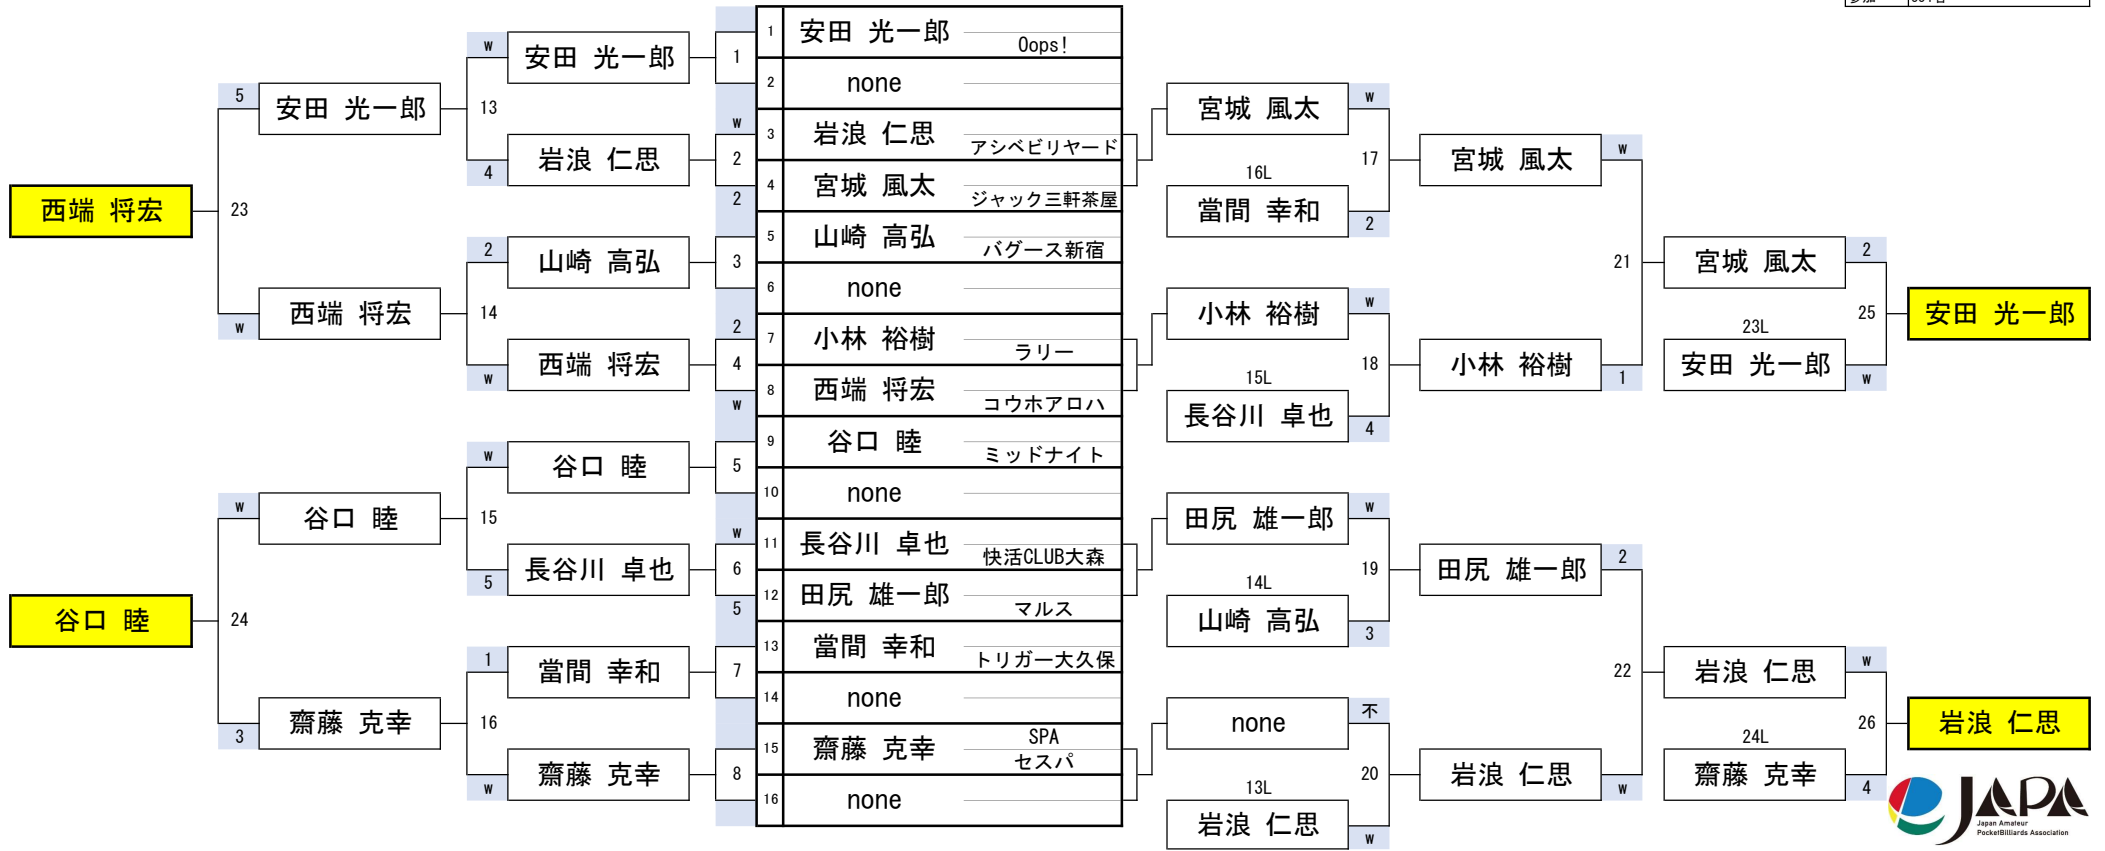 参加
1 安田 光一郎 Oops!
2 none
3 岩浪 仁思 アシベビリヤード
4 宮城 風太 ジャック三軒茶屋
5 山崎 高弘 バグース新宿
6 none
7 小林 裕樹 ラリー
8 西端 将宏 コウホアロハ
9 谷口 睦 ミッドナイト
10 none
11 長谷川 卓也 快活CLUB大森
12 田尻 雄一郎 マルス
13 當間 幸和 トリガー大久保
14 none
15 齋藤 克幸 SPA
セスパ
16 none
1
W
2
2
3
2
4
W
5
W
6
5
7
8
W 安田 光一郎
13
4 岩浪 仁思
2 山崎 高弘
14
W 西端 将宏
W 谷口 睦
15
5 長谷川 卓也
1 當間 幸和
16
W 齋藤 克幸
5 安田 光一郎
23
W 西端 将宏
W 谷口 睦
24
3 齋藤 克幸
西端 将宏
谷口 睦
宮城 風太 W
17
16L
當間 幸和 2
小林 裕樹 W
18
15L
長谷川 卓也 4
田尻 雄一郎 W
19
14L
山崎 高弘 3
none 不
20
13L
岩浪 仁思 W
宮城 風太 W
21
小林 裕樹 1
田尻 雄一郎 2
22
岩浪 仁思 W
宮城 風太 2
25
23L
安田 光一郎 W
岩浪 仁思 W
26
24L
齋藤 克幸 4
安田 光一郎
岩浪 仁思
JAPA
Japan Amateur
PocketBilliards Association